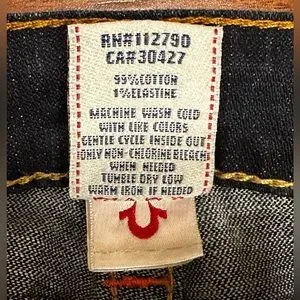 RN#112790
CA#30427
99%COTTON
1%ELASTINE
MACHINE WASH COLD
WITH LIKE COLORS
GENTLE CYCLE INSIDE OUT
ONLY NON-CHLORINE BLEACH
WHEN NEEDED
TUMBLE DRY LOW
WARM IRON IF NEEDED